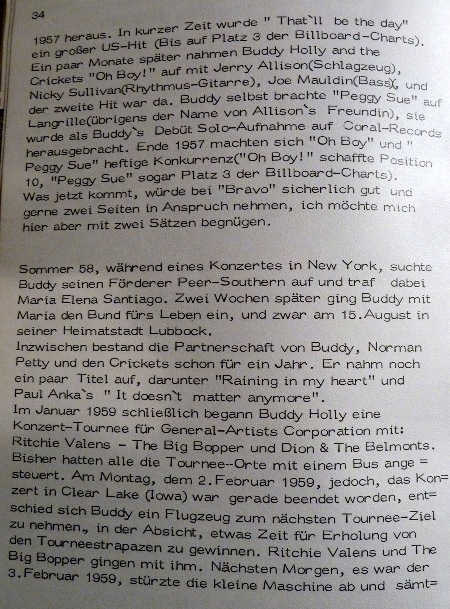 34
1957 heraus. In kurzer Zeit wurde " That`ll be the day"
ein großer US-Hit (Bis auf Platz 3 der Billboard-Charts).
Ein paar Monate später nahmen Buddy Holly and the
Crickets "Oh Boy!" auf mit Jerry Allison(Schlagzeug),
Nicky Sullivan(Rhythmus-Gitarre), Joe Mauldin(Bass), und
der zweite Hit war da. Buddy selbst brachte "Peggy Sue" auf
Langrille(übrigens der Name von Allison`s Freundin), sie
wurde als Buddy`s Debüt Solo-Aufnahme auf Coral-Records
herausgebracht. Ende 1957 machten sich "Oh Boy" und "
Peggy Sue" heftige Konkurrenz("Oh Boy!" schaffte Position
10, "Peggy Sue" sogar Platz 3 der Billboard-Charts).
Was jetzt kommt, würde bei "Bravo" sicherlich gut und
gerne zwei Seiten in Anspruch nehmen, ich möchte mich
hier aber mit zwei Sätzen begnügen.
Sommer 58, während eines Konzertes in New York, suchte
Buddy seinen Förderer Peer-Southern auf und traf dabei
Maria Elena Santiago. Zwei Wochen später ging Buddy mit
Maria den Bund fürs Leben ein, und zwar am 15.August in
seiner Heimatstadt Lubbock.
Inzwischen bestand die Partnerschaft von Buddy, Norman
Petty und den Crickets schon für ein Jahr. Er nahm noch
ein paar Titel auf, darunter "Raining in my heart" und
Paul Anka`s " It doesn`t matter anymore".
Im Januar 1959 schließlich begann Buddy Holly eine
Konzert-Tournee für General-Artists Corporation mit:
Ritchie Valens - The Big Bopper und Dion & The Belmonts.
Bisher hatten alle die Tournee-Orte mit einem Bus ange =
steuert. Am Montag, dem 2.Februar 1959, jedoch, das Kon=
zert in Clear Lake (Iowa) war gerade beendet worden, ent=
schied sich Buddy ein Flugzeug zum nächsten Tournee-Ziel
zu nehmen, in der Absicht, etwas Zeit für Erholung von
den Tourneestrapazen zu gewinnen. Ritchie Valens und The
Big Bopper gingen mit ihm. Nächsten Morgen, es war der
3.Februar 1959, stürzte die kleine Maschine ab und sämt=